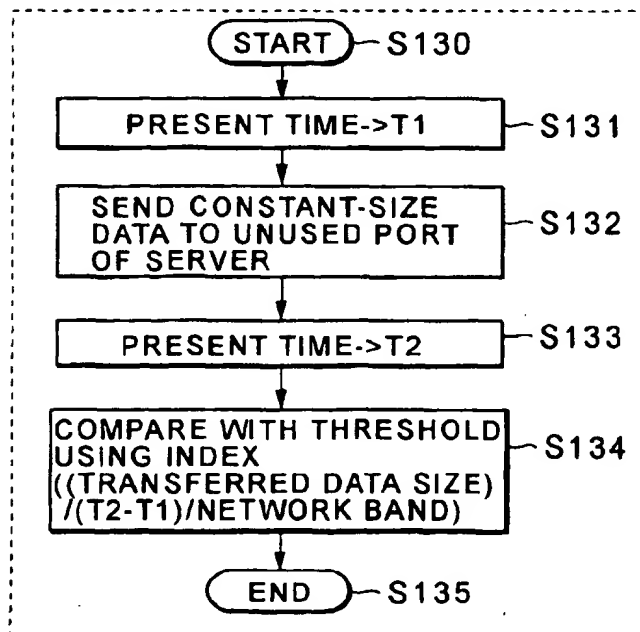 START S130
PRESENT TIME->T1 S131
SEND CONSTANT-SIZE
DATA TO UNUSED PORT S132
OF SERVER
PRESENT TIME->T2 S133
COMPARE WITH THRESHOLD
USING INDEX S134
((TRANSFERRED DATA SIZE)
/(T2-T1)/NETWORK BAND)
END S135